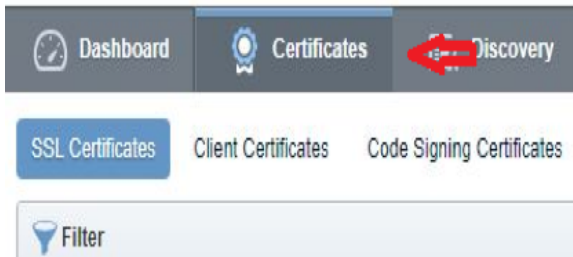 Dashboard Certificates Discovery
SSL Certificates Client Certificates Code Signing Certificates
Filter